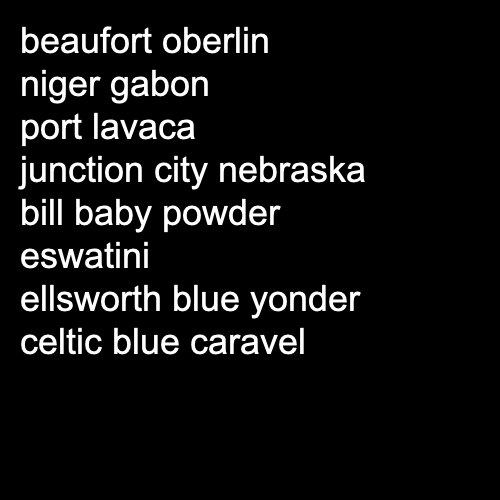 beaufort oberlin
niger gabon
port lavaca
junction city nebraska
bill baby powder
eswatini
ellsworth blue yonder
celtic blue caravel